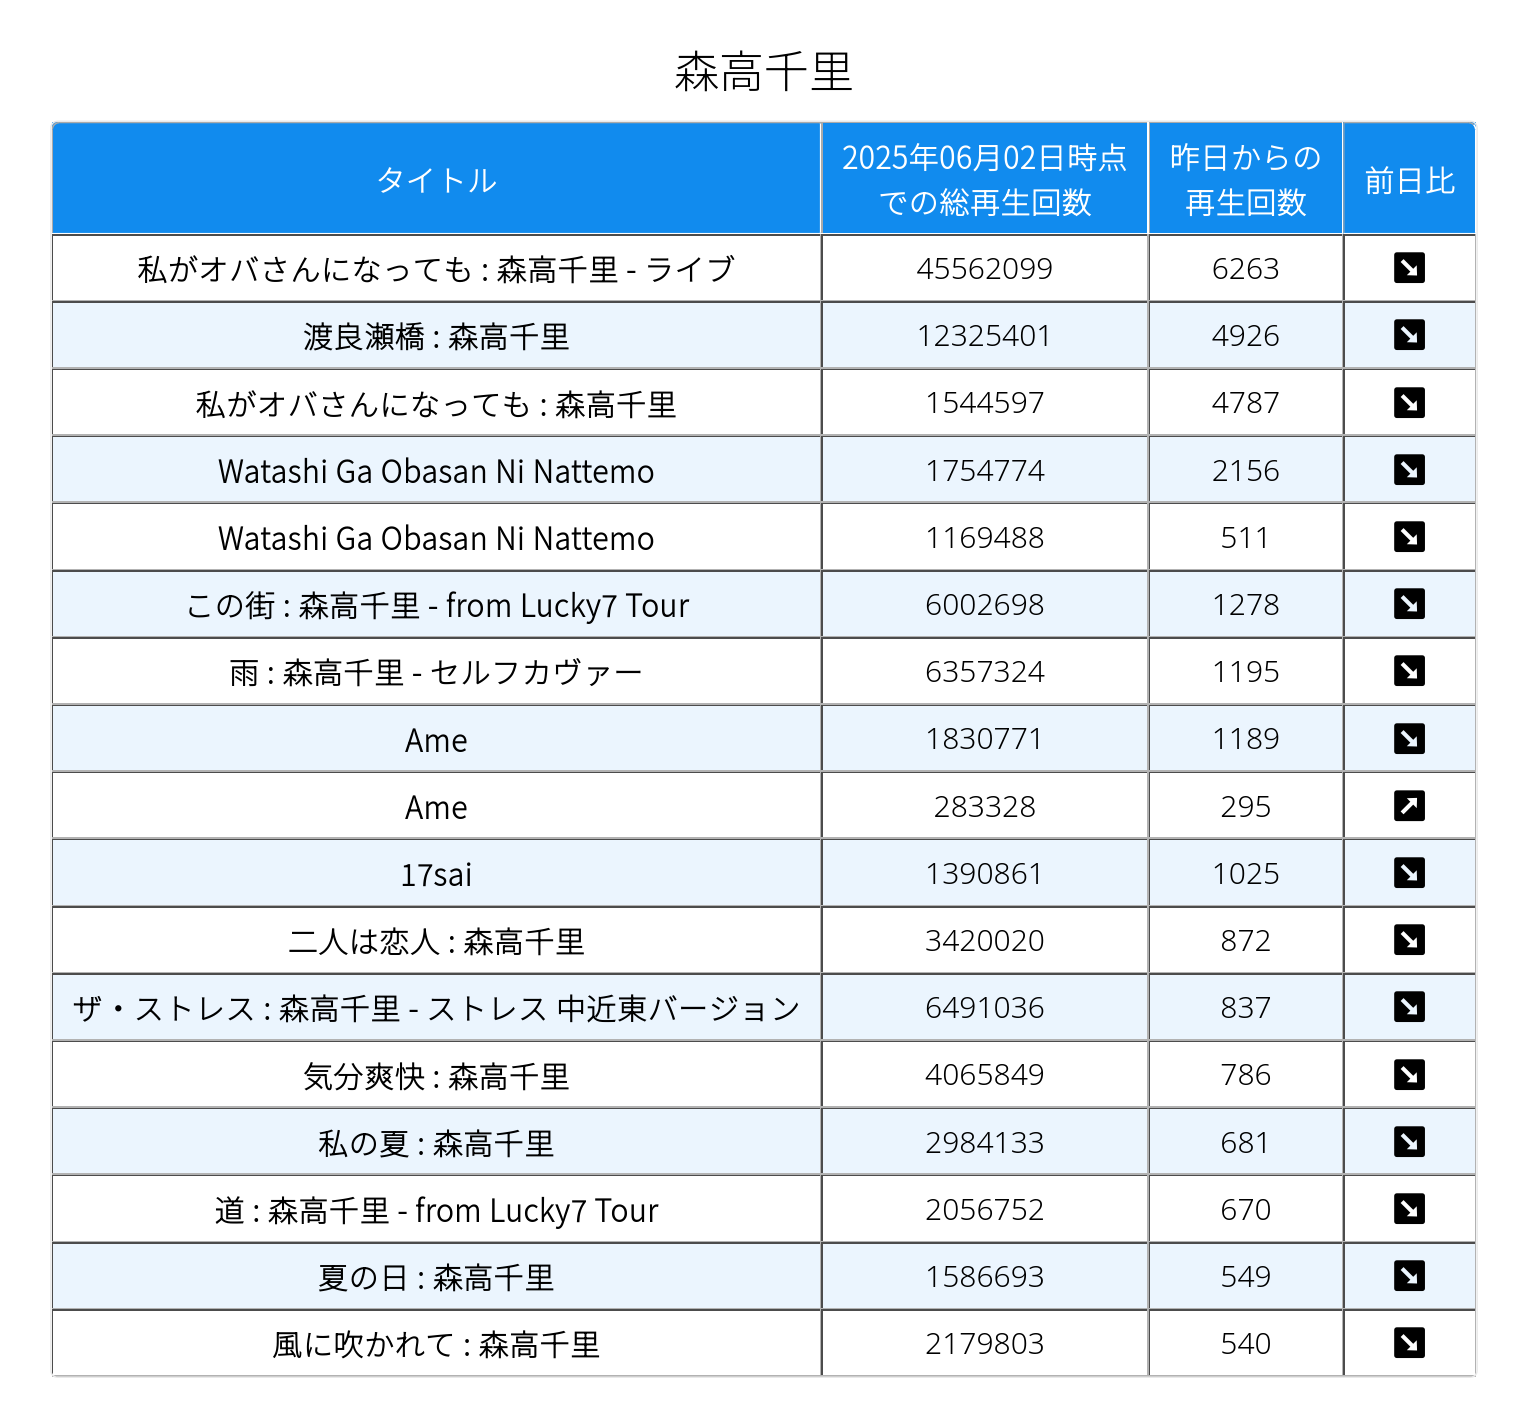 森高千里
タイトル
2025年06月02日時点
での総再生回数
昨日からの
再生回数
前日比
私がオバさんになっても : 森高千里 - ライブ 45562099 6263 ↘
渡良瀬橋 : 森高千里 12325401 4926 ↘
私がオバさんになっても : 森高千里 1544597 4787 ↘
Watashi Ga Obasan Ni Nattemo 1754774 2156 ↘
Watashi Ga Obasan Ni Nattemo 1169488 511 ↘
この街 : 森高千里 - from Lucky7 Tour 6002698 1278 ↘
雨 : 森高千里 - セルフカヴァー 6357324 1195 ↘
Ame 1830771 1189 ↘
Ame 283328 295 ↗
17sai 1390861 1025 ↘
二人は恋人 : 森高千里 3420020 872 ↘
ザ・ストレス : 森高千里 - ストレス 中近東バージョン 6491036 837 ↘
気分爽快 : 森高千里 4065849 786 ↘
私の夏 : 森高千里 2984133 681 ↘
道 : 森高千里 - from Lucky7 Tour 2056752 670 ↘
夏の日 : 森高千里 1586693 549 ↘
風に吹かれて : 森高千里 2179803 540 ↘